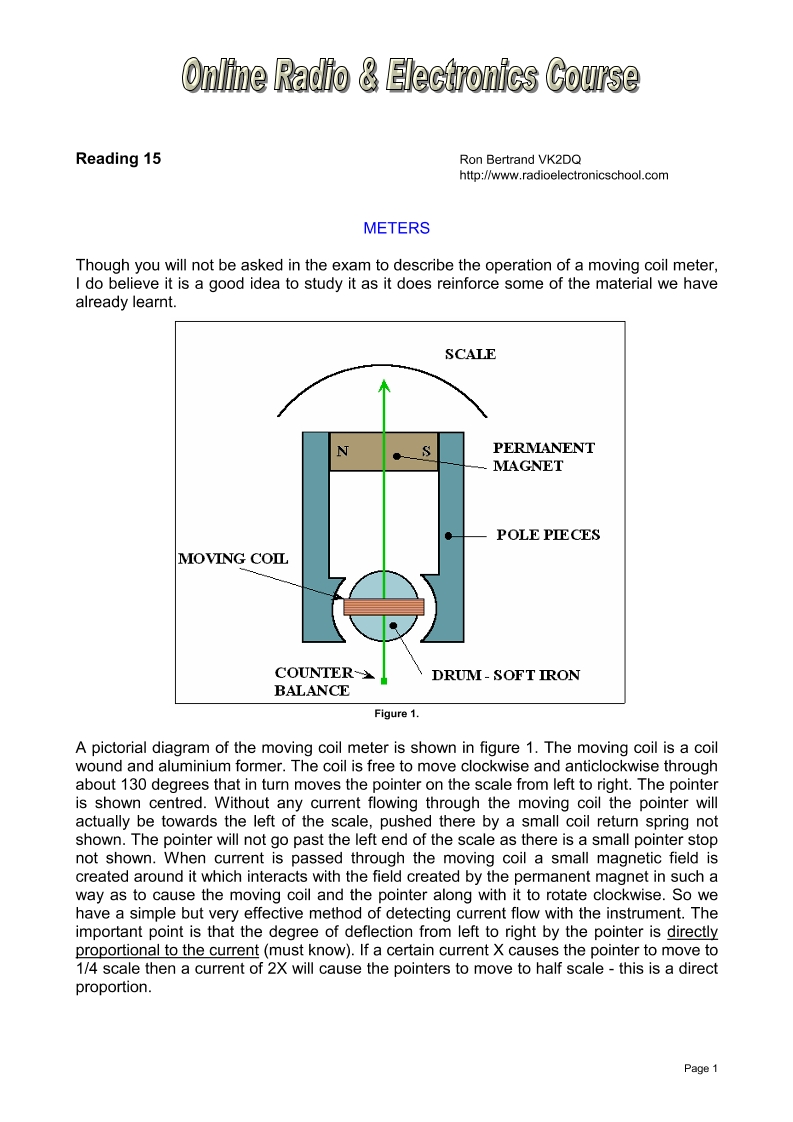 Online Radio & Electronics Course
Reading 15
Ron Bertrand VK2DQ
http://www.radioelectronicschool.com
METERS
Though you will not be asked in the exam to describe the operation of a moving coil meter,
I do believe it is a good idea to study it as it does reinforce some of the material we have
already learnt.
SCALE
N S
PERMANENT
MAGNET
POLE PIECES
MOVING COIL
COUNTER
BALANCE
DRUM - SOFT IRON
Figure 1.
A pictorial diagram of the moving coil meter is shown in figure 1. The moving coil is a coil
wound and aluminium former. The coil is free to move clockwise and anticlockwise through
about 130 degrees that in turn moves the pointer on the scale from left to right. The pointer
is shown centred. Without any current flowing through the moving coil the pointer will
actually be towards the left of the scale, pushed there by a small coil return spring not
shown. The pointer will not go past the left end of the scale as there is a small pointer stop
not shown. When current is passed through the moving coil a small magnetic field is
created around it which interacts with the field created by the permanent magnet in such a
way as to cause the moving coil and the pointer along with it to rotate clockwise. So we
have a simple but very effective method of detecting current flow with the instrument. The
important point is that the degree of deflection from left to right by the pointer is directly
proportional to the current (must know). If a certain current X causes the pointer to move to
1/4 scale then a current of 2X will cause the pointers to move to half scale - this is a direct
proportion.
Page 1